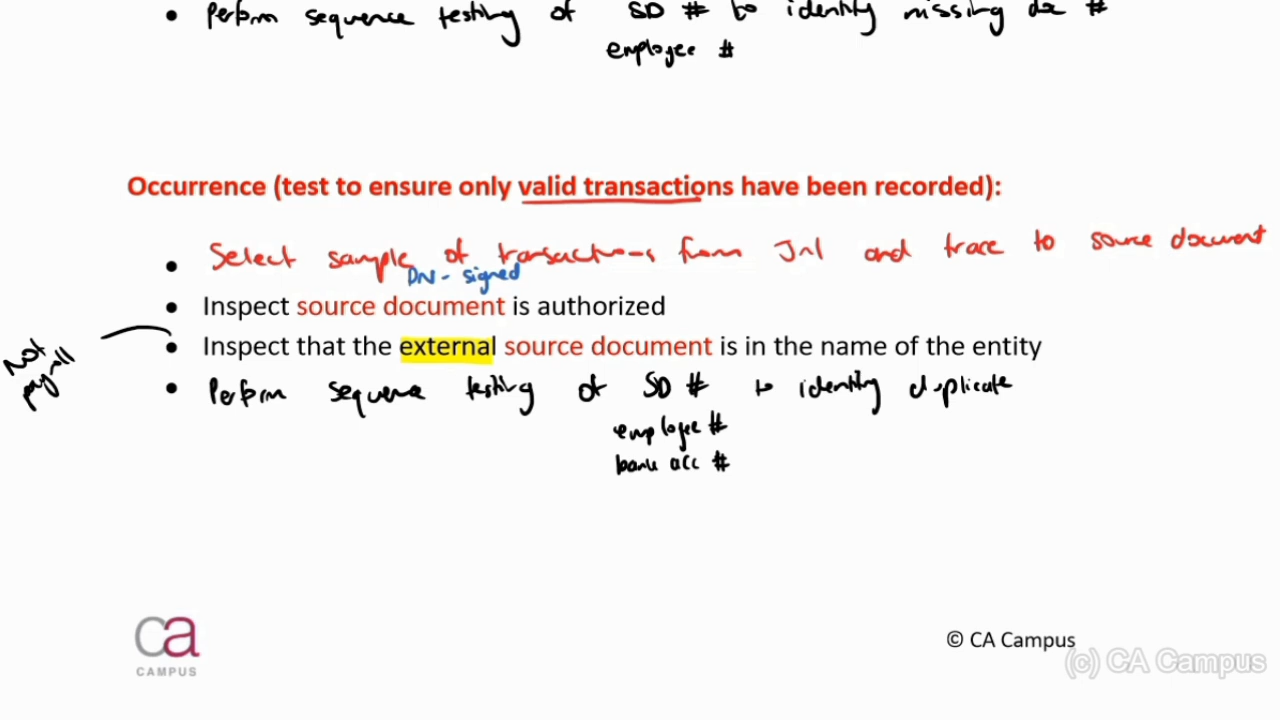 • Perform sequence testing of SD # to identify missing doc #
employee #
Occurrence (test to ensure only valid transactions have been recorded):
• Select sample of transactions from Jnl and trace to source document
DN - signed
• Inspect source document is authorized
• Inspect that the external source document is in the name of the entity
Not payroll
• Perform sequence testing of SD # to identify duplicate
employee #
bank acc #
ca
CAMPUS
© CA Campus
(c) CA Campus